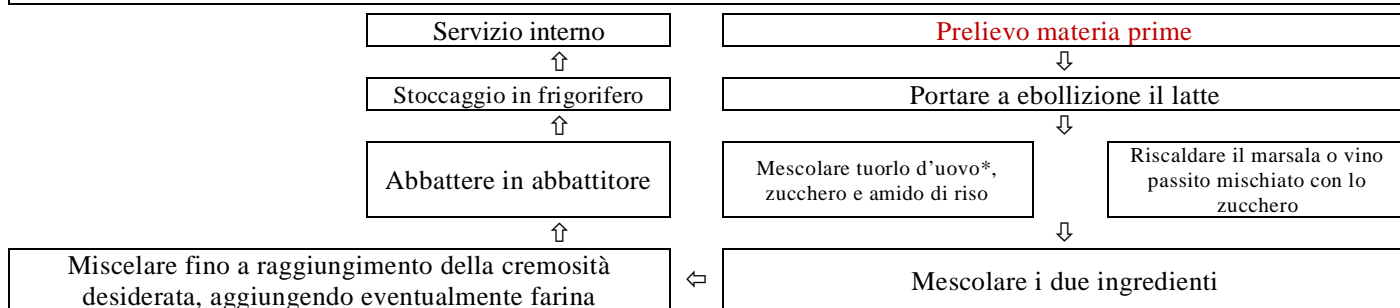 Servizio interno
Prelievo materia prime
⇧
⇩
Stoccaggio in frigorifero
Portare a ebollizione il latte
⇧
⇩
Abbattere in abbattitore
Mescolare tuorlo d'uovo*,
zucchero e amido di riso
Riscaldare il marsala o vino
passito mischiato con lo
zucchero
⇧
⇩
Miscelare fino a raggiungimento della cremosità
desiderata, aggiungendo eventualmente farina
⇦
Mescolare i due ingredienti